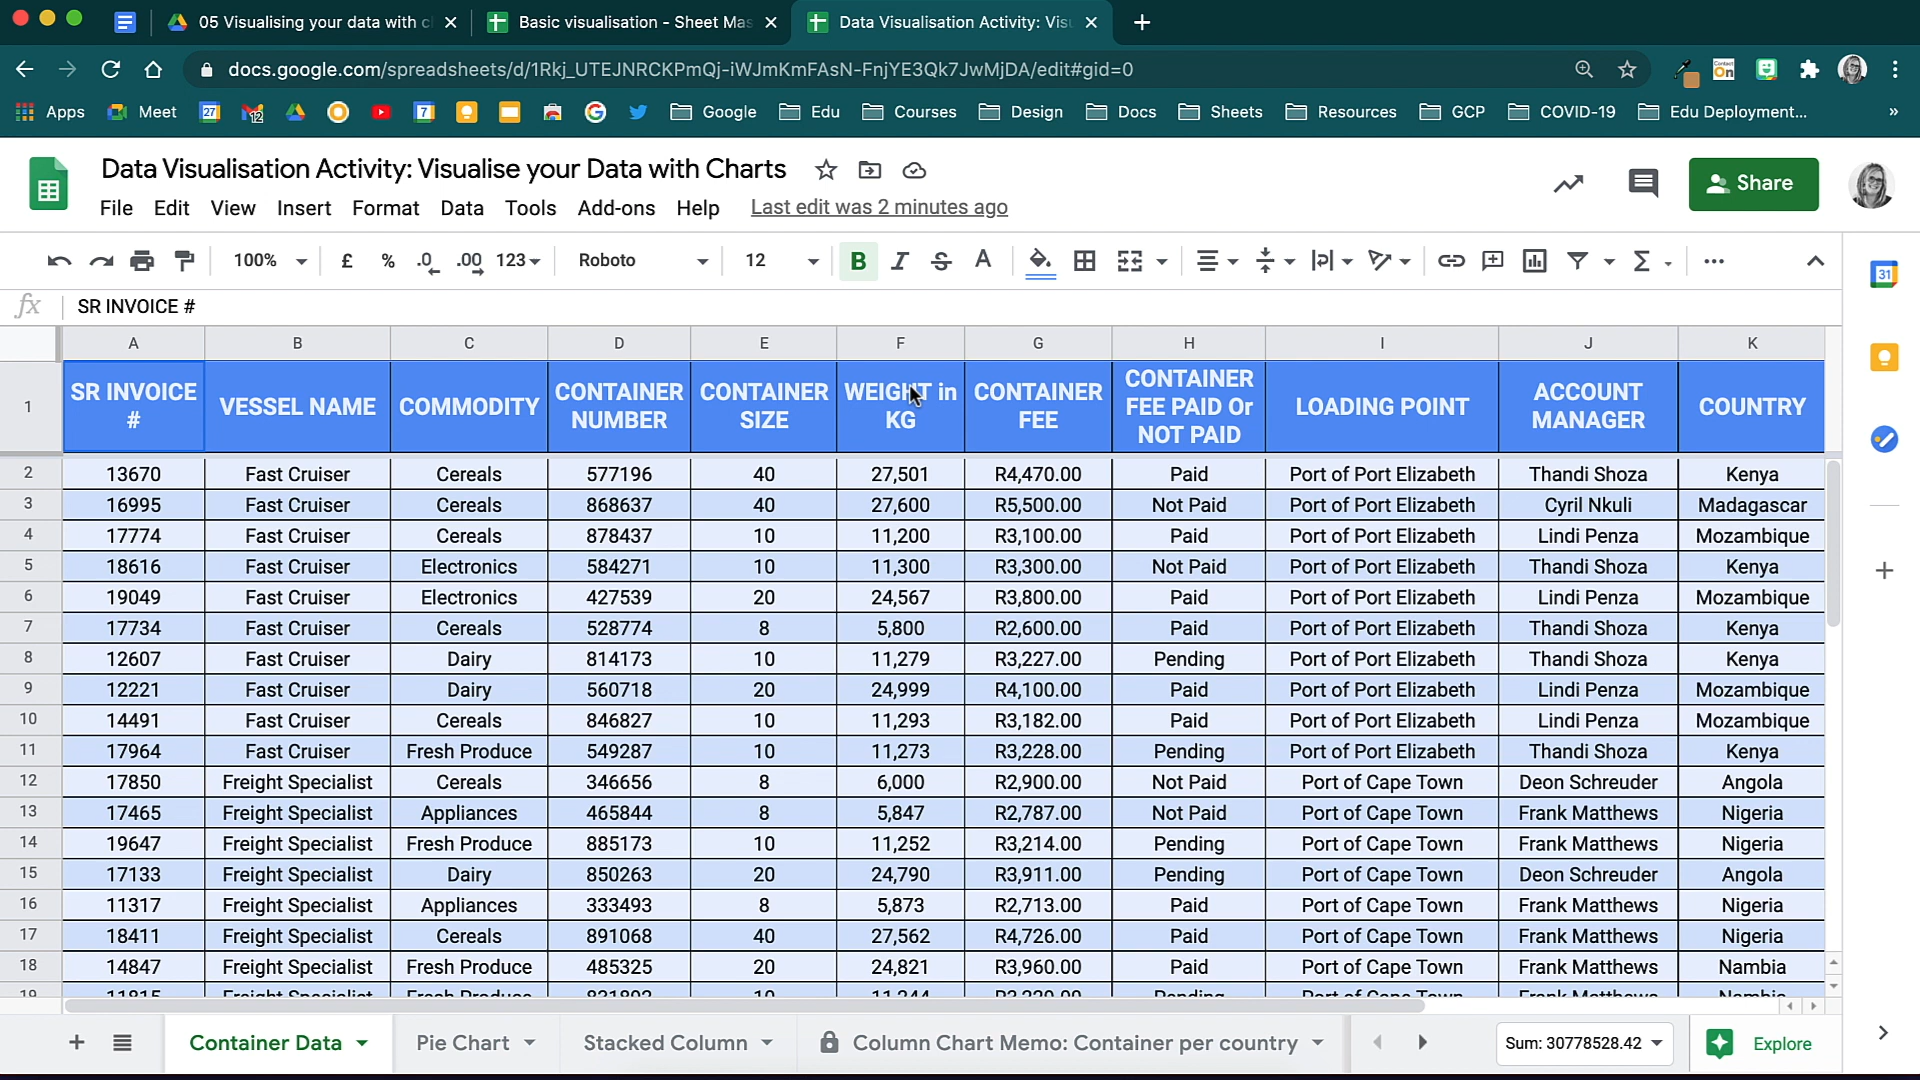 05 Visualising your data with c
Basic visualisation - Sheet Mas
Data Visualisation Activity: Vis
docs.google.com/spreadsheets/d/1Rkj_UTEJNRCKPmQj-iWJmKmFAsN-FnjYE3Qk7JwMjDA/edit#gid=0
Apps Meet Google Edu Courses Design Docs Sheets Resources GCP COVID-19 Edu Deployment... »
Data Visualisation Activity: Visualise your Data with Charts
Share
File Edit View Insert Format Data Tools Add-ons Help Last edit was 2 minutes ago
100% £ % .0 .00 123 Roboto 12 B I S A
fx SR INVOICE #
A B C D E F G H I J K
1 SR INVOICE # VESSEL NAME COMMODITY CONTAINER NUMBER CONTAINER SIZE WEIGHT in KG CONTAINER FEE CONTAINER FEE PAID Or NOT PAID LOADING POINT ACCOUNT MANAGER COUNTRY
2 13670 Fast Cruiser Cereals 577196 40 27,501 R4,470.00 Paid Port of Port Elizabeth Thandi Shoza Kenya
3 16995 Fast Cruiser Cereals 868637 40 27,600 R5,500.00 Not Paid Port of Port Elizabeth Cyril Nkuli Madagascar
4 17774 Fast Cruiser Cereals 878437 10 11,200 R3,100.00 Paid Port of Port Elizabeth Lindi Penza Mozambique
5 18616 Fast Cruiser Electronics 584271 10 11,300 R3,300.00 Not Paid Port of Port Elizabeth Thandi Shoza Kenya
6 19049 Fast Cruiser Electronics 427539 20 24,567 R3,800.00 Paid Port of Port Elizabeth Lindi Penza Mozambique
7 17734 Fast Cruiser Cereals 528774 8 5,800 R2,600.00 Paid Port of Port Elizabeth Thandi Shoza Kenya
8 12607 Fast Cruiser Dairy 814173 10 11,279 R3,227.00 Pending Port of Port Elizabeth Thandi Shoza Kenya
9 12221 Fast Cruiser Dairy 560718 20 24,999 R4,100.00 Paid Port of Port Elizabeth Lindi Penza Mozambique
10 14491 Fast Cruiser Cereals 846827 10 11,293 R3,182.00 Paid Port of Port Elizabeth Lindi Penza Mozambique
11 17964 Fast Cruiser Fresh Produce 549287 10 11,273 R3,228.00 Pending Port of Port Elizabeth Thandi Shoza Kenya
12 17850 Freight Specialist Cereals 346656 8 6,000 R2,900.00 Not Paid Port of Cape Town Deon Schreuder Angola
13 17465 Freight Specialist Appliances 465844 8 5,847 R2,787.00 Not Paid Port of Cape Town Frank Matthews Nigeria
14 19647 Freight Specialist Fresh Produce 885173 10 11,252 R3,214.00 Pending Port of Cape Town Frank Matthews Nigeria
15 17133 Freight Specialist Dairy 850263 20 24,790 R3,911.00 Pending Port of Cape Town Deon Schreuder Angola
16 11317 Freight Specialist Appliances 333493 8 5,873 R2,713.00 Paid Port of Cape Town Frank Matthews Nigeria
17 18411 Freight Specialist Cereals 891068 40 27,562 R4,726.00 Paid Port of Cape Town Frank Matthews Nigeria
18 14847 Freight Specialist Fresh Produce 485325 20 24,821 R3,960.00 Paid Port of Cape Town Frank Matthews Nambia
Container Data Pie Chart Stacked Column Column Chart Memo: Container per country Sum: 30778528.42 Explore